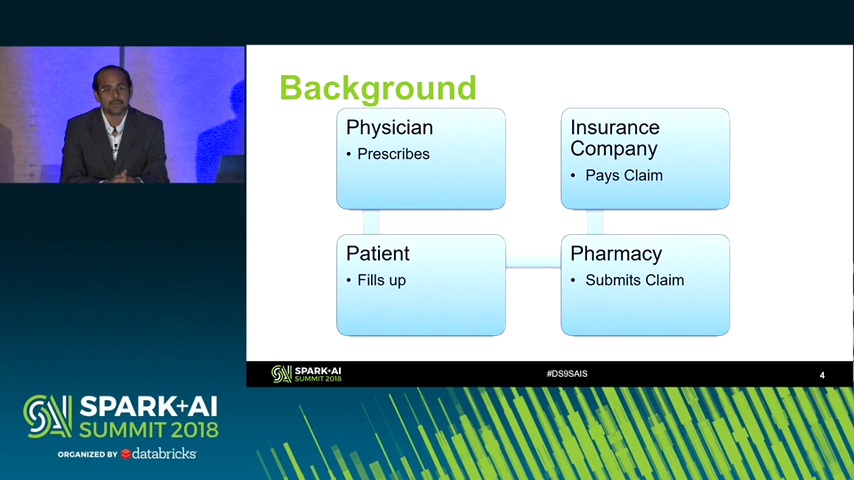 Background
Physician
• Prescribes
Insurance
Company
• Pays Claim
Patient
• Fills up
Pharmacy
• Submits Claim
SPARK+AI
SUMMIT 2018
#DS9SAIS
4
SPARK+AI
SUMMIT 2018
ORGANIZED BY databricks